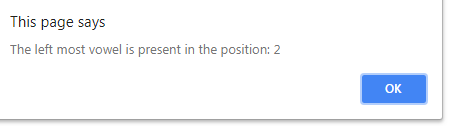 This page says
The left most vowel is present in the position: 2
OK